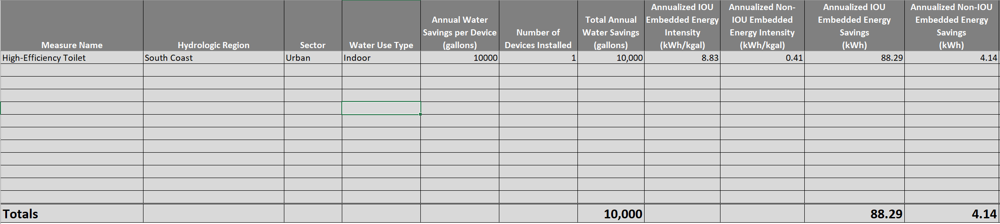 Measure Name
Hydrologic Region
Sector
Water Use Type
Annual Water
Savings per Device
(gallons)
Number of
Devices Installed
Total Annual
Water Savings
(gallons)
Annualized IOU
Embedded Energy
Intensity
(kWh/kgal)
Annualized Non-
IOU Embedded
Energy Intensity
(kWh/kgal)
Annualized IOU
Embedded Energy
Savings
(kWh)
Annualized Non-IOU
Embedded Energy
Savings
(kWh)
High-Efficiency Toilet South Coast Urban Indoor 10000 1 10,000 8.83 0.41 88.29 4.14
Totals 10,000 88.29 4.14